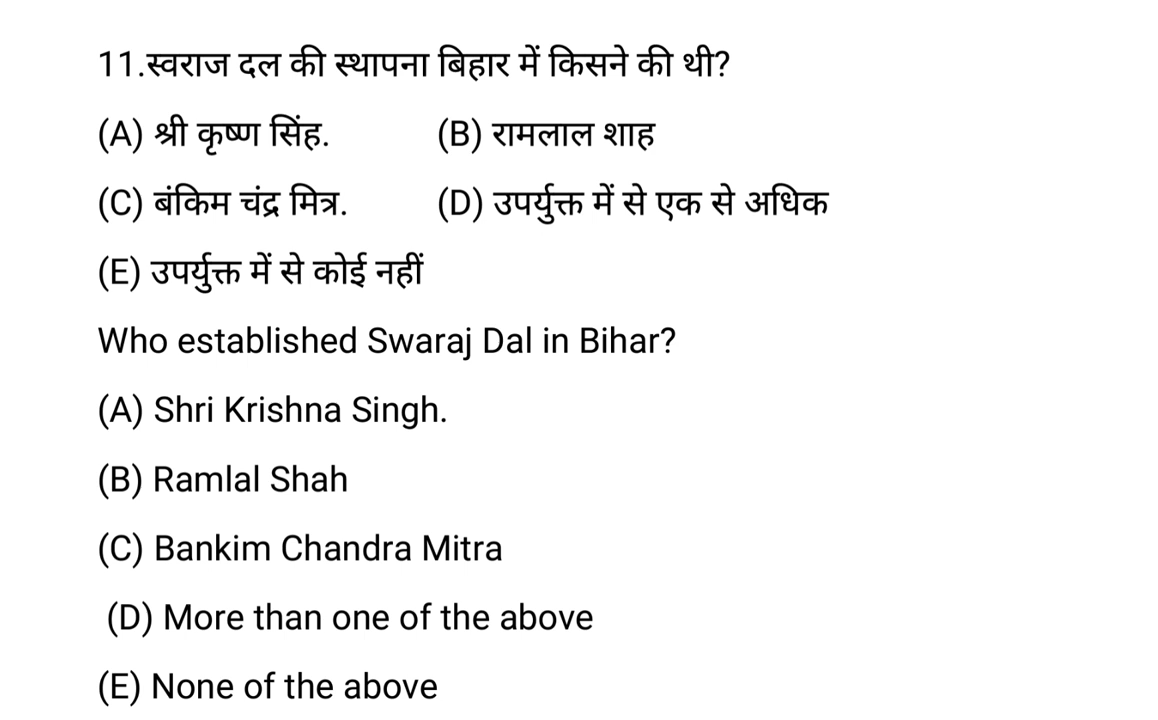 11.स्वराज दल की स्थापना बिहार में किसने की थी?
(A) श्री कृष्ण सिंह. (B) रामलाल शाह
(C) बंकिम चंद्र मित्र. (D) उपर्युक्त में से एक से अधिक
(E) उपर्युक्त में से कोई नहीं
Who established Swaraj Dal in Bihar?
(A) Shri Krishna Singh.
(B) Ramlal Shah
(C) Bankim Chandra Mitra
(D) More than one of the above
(E) None of the above